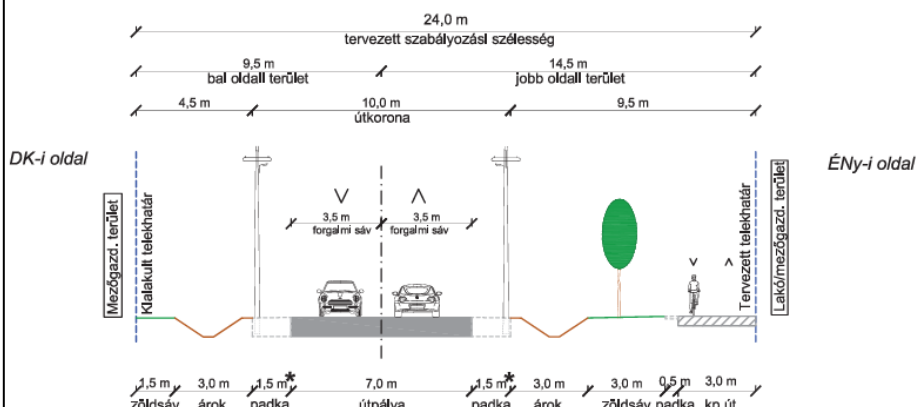 24,0 m
tervezett szabályozási szélesség
9,5 m 14,5 m
bal oldall terület jobb oldall terület
4,5 m 10,0 m 9,5 m
útkorona
DK-i oldal ÉNy-i oldal
Mezőgazd. terület
Klalakult telekhatár
3,5 m 3,5 m
forgalmi sáv forgalmi sáv
Tervezett telekhatár
Lakó/mezőgazd. terület
1,5 m 3,0 m 1,5 m* 7,0 m 1,5 m* 3,0 m 3,0 m 0,5 m 3,0 m
zöldsáv árok padka útpálya padka árok zöldsáv padka kp.út